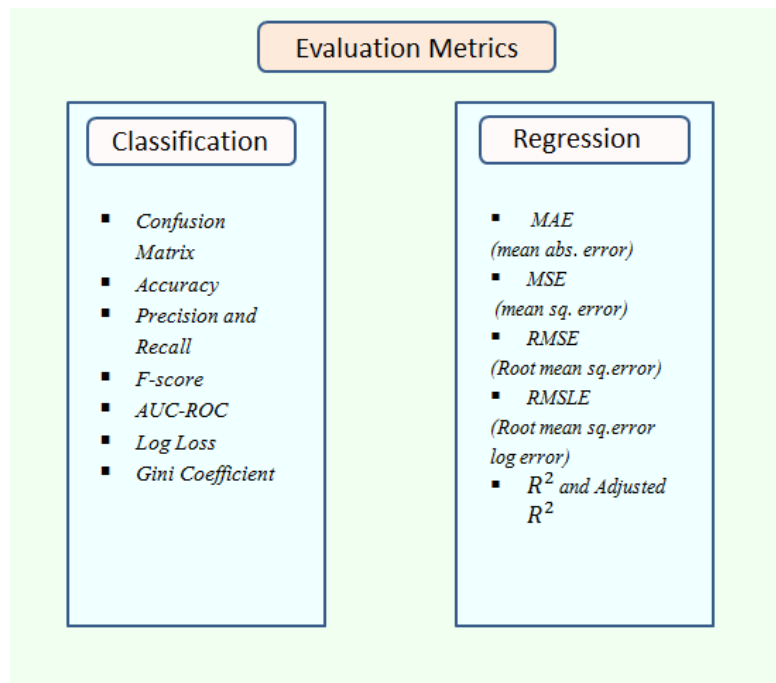 Evaluation Metrics
Classification
▪ Confusion
Matrix
▪ Accuracy
▪ Precision and
Recall
▪ F-score
▪ AUC-ROC
▪ Log Loss
▪ Gini Coefficient
Regression
▪ MAE
(mean abs. error)
▪ MSE
(mean sq. error)
▪ RMSE
(Root mean sq.error)
▪ RMSLE
(Root mean sq.error
log error)
▪ R² and Adjusted
R²